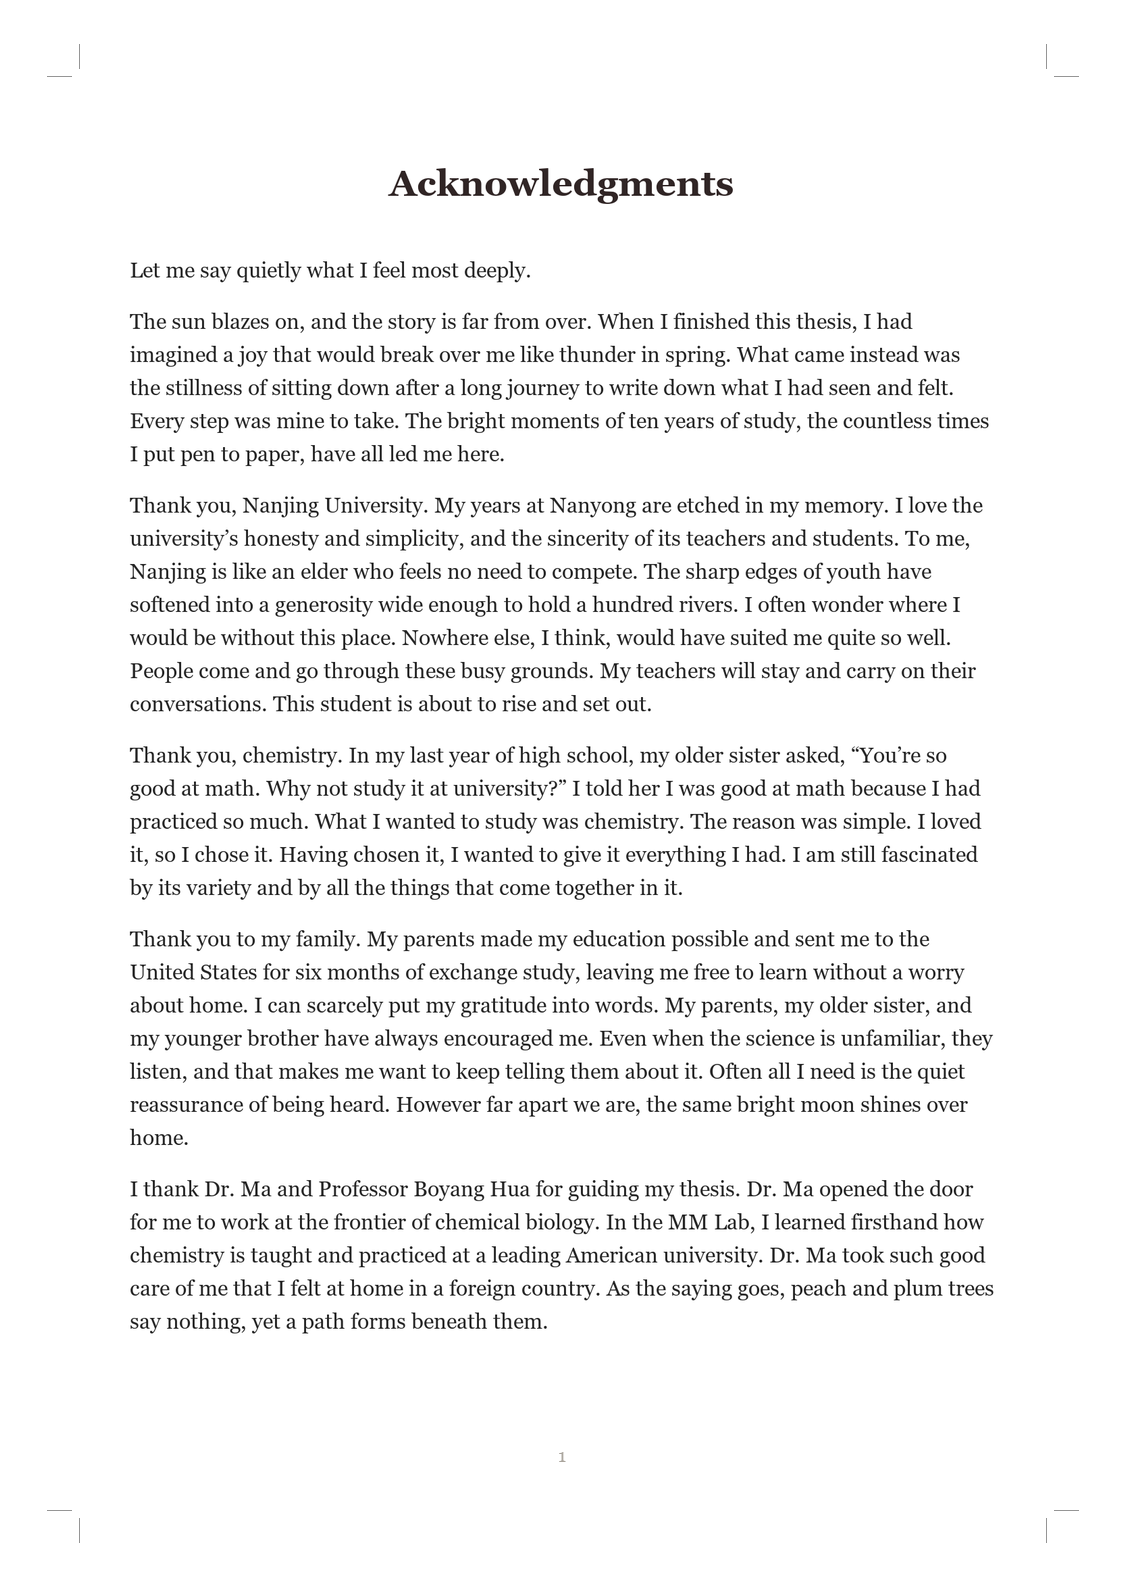 Acknowledgments
Let me say quietly what I feel most deeply.
The sun blazes on, and the story is far from over. When I finished this thesis, I had
imagined a joy that would break over me like thunder in spring. What came instead was
the stillness of sitting down after a long journey to write down what I had seen and felt.
Every step was mine to take. The bright moments of ten years of study, the countless times
I put pen to paper, have all led me here.
Thank you, Nanjing University. My years at Nanyong are etched in my memory. I love the
university’s honesty and simplicity, and the sincerity of its teachers and students. To me,
Nanjing is like an elder who feels no need to compete. The sharp edges of youth have
softened into a generosity wide enough to hold a hundred rivers. I often wonder where I
would be without this place. Nowhere else, I think, would have suited me quite so well.
People come and go through these busy grounds. My teachers will stay and carry on their
conversations. This student is about to rise and set out.
Thank you, chemistry. In my last year of high school, my older sister asked, “You’re so
good at math. Why not study it at university?” I told her I was good at math because I had
practiced so much. What I wanted to study was chemistry. The reason was simple. I loved
it, so I chose it. Having chosen it, I wanted to give it everything I had. I am still fascinated
by its variety and by all the things that come together in it.
Thank you to my family. My parents made my education possible and sent me to the
United States for six months of exchange study, leaving me free to learn without a worry
about home. I can scarcely put my gratitude into words. My parents, my older sister, and
my younger brother have always encouraged me. Even when the science is unfamiliar, they
listen, and that makes me want to keep telling them about it. Often all I need is the quiet
reassurance of being heard. However far apart we are, the same bright moon shines over
home.
I thank Dr. Ma and Professor Boyang Hua for guiding my thesis. Dr. Ma opened the door
for me to work at the frontier of chemical biology. In the MM Lab, I learned firsthand how
chemistry is taught and practiced at a leading American university. Dr. Ma took such good
care of me that I felt at home in a foreign country. As the saying goes, peach and plum trees
say nothing, yet a path forms beneath them.
1